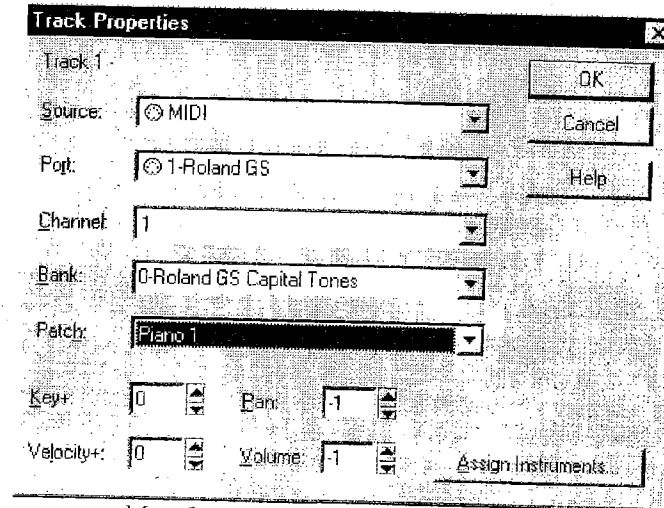 Track Properties
Track 1
OK
Source: MIDI
Cancel
Port: 1-Roland GS
Help
Channel: 1
Bank: 0-Roland GS Capital Tones
Patch: Piano 1
Key+: 0 Pan: -1
Velocity+: 0 Volume: -1
Assign Instruments...